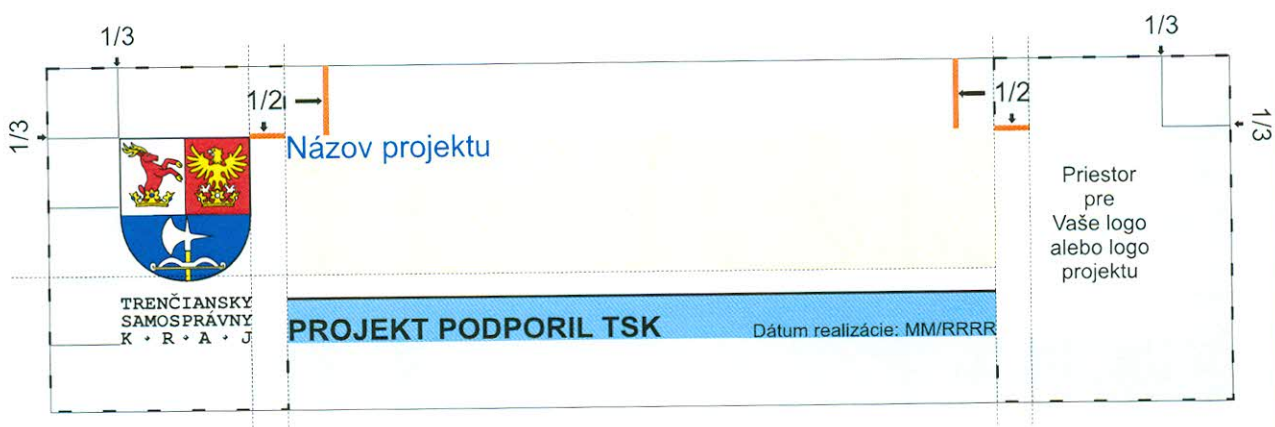 1/3
1/3
1/2
1/2
1/3
1/3
Názov projektu
Priestor
pre
Vaše logo
alebo logo
projektu
TRENČIANSKY
SAMOSPRÁVNY
K · R · A · J
PROJEKT PODPORIL TSK
Dátum realizácie: MM/RRRR